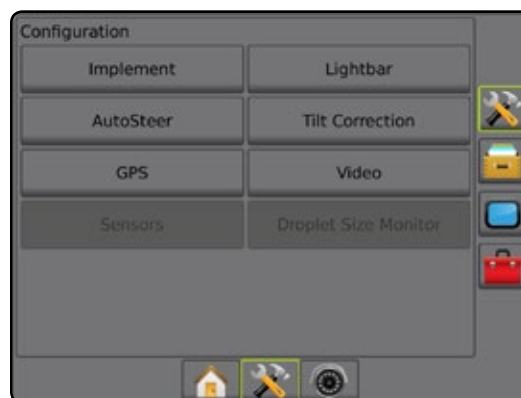 Configuration
Implement
Lightbar
AutoSteer
Tilt Correction
GPS
Video
Sensors
Droplet Size Monitor